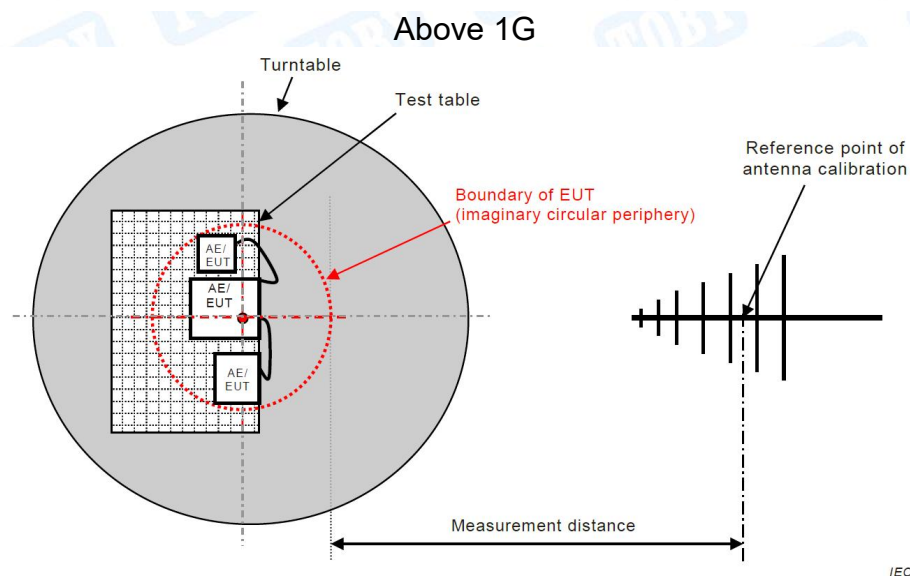 Above 1G
Turntable
Test table
Reference point of
antenna calibration
Boundary of EUT
(imaginary circular periphery)
AE/
EUT
AE/
EUT
AE/
EUT
Measurement distance
IEC